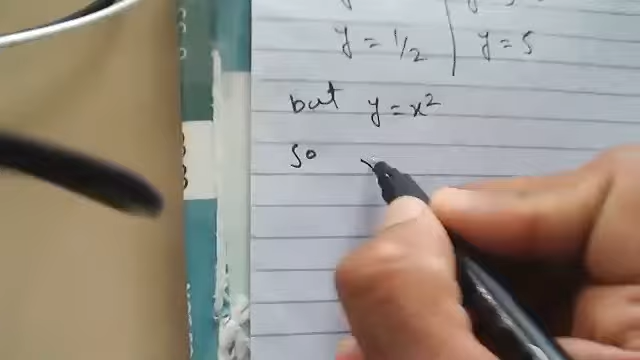 y = 1/2 | y = 5
but y = x²
so